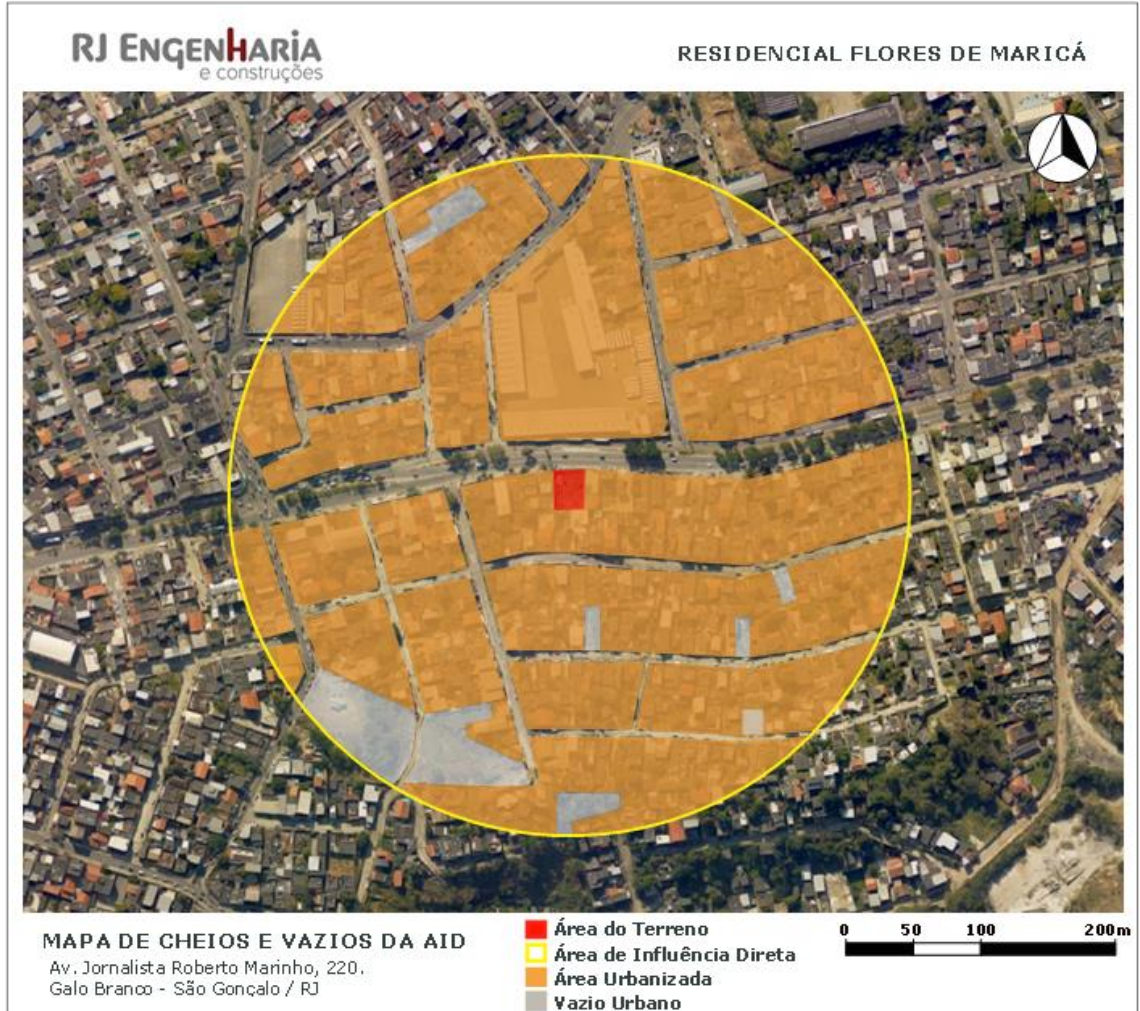 RJ ENGENHARIA
e construções
RESIDENCIAL FLORES DE MARICÁ
MAPA DE CHEIOS E VAZIOS DA AID
Av. Jornalista Roberto Marinho, 220.
Galo Branco - São Gonçalo / RJ
Área do Terreno
Área de Influência Direta
Área Urbanizada
Vazio Urbano
0 50 100 200m